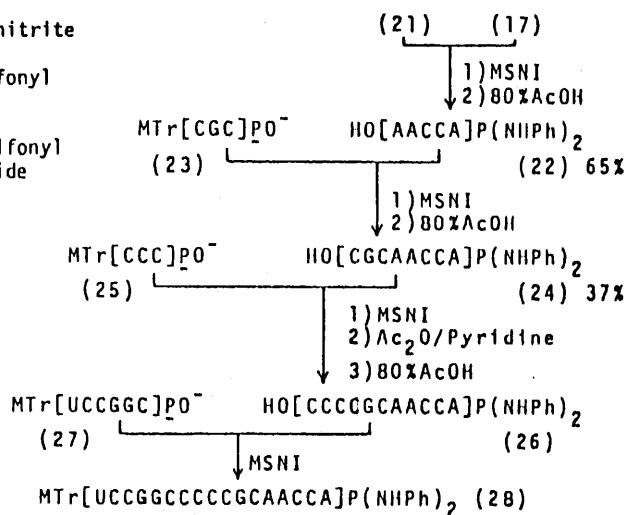 nitrite
(21) (17)
fonyl
1)MSNI
2)80%AcOH
lfonyl
ide
MTr[CGC]PO⁻ HO[AACCA]P(NHPh)₂
(23) (22) 65%
1)MSNI
2)80%AcOH
MTr[CCC]PO⁻ HO[CGCAACCA]P(NHPh)₂
(25) (24) 37%
1)MSNI
2)Ac₂O/Pyridine
3)80%AcOH
MTr[UCCGGC]PO⁻ HO[CCCCGCAACCA]P(NHPh)₂
(27) (26)
MSNI
MTr[UCCGGCCCCCGCAACCA]P(NHPh)₂ (28)